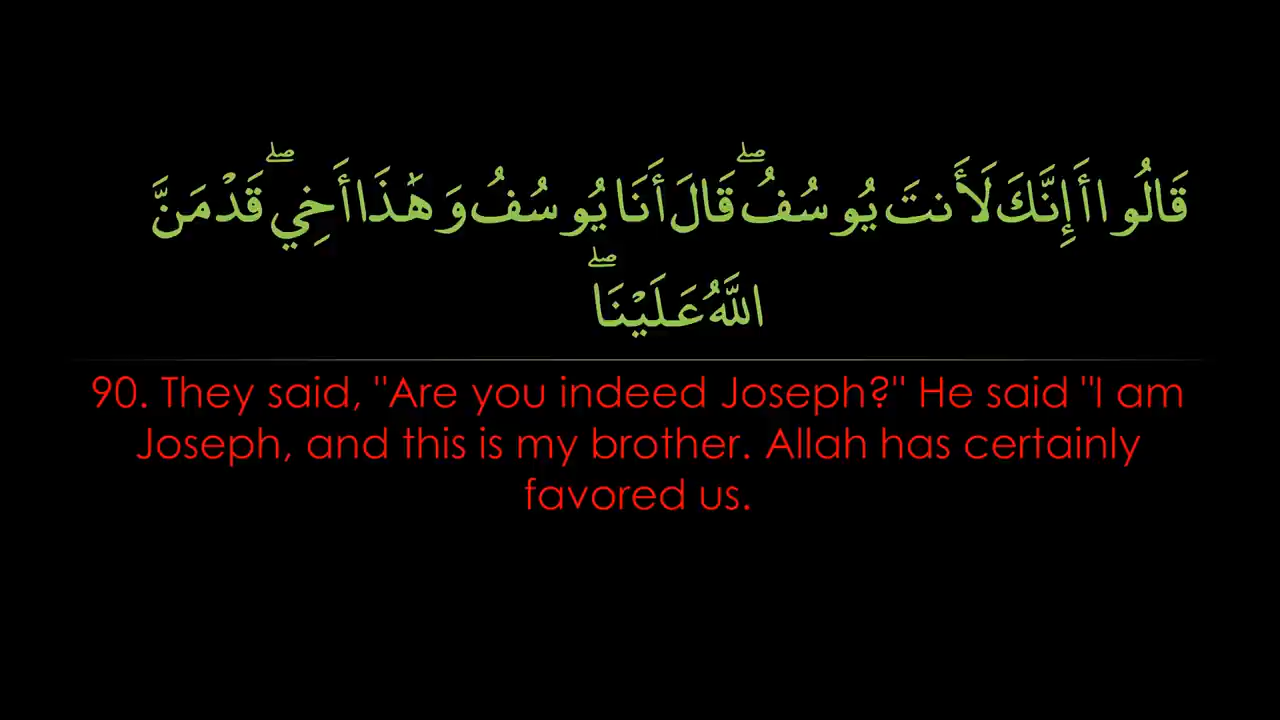 قَالُوا أَإِنَّكَ لَأَنتَ يُوسُفُ ۖ قَالَ أَنَا يُوسُفُ وَهَٰذَا أَخِي ۖ قَدْ مَنَّ
اللَّهُ عَلَيْنَا ۖ
90. They said, "Are you indeed Joseph?" He said "I am
Joseph, and this is my brother. Allah has certainly
favored us.